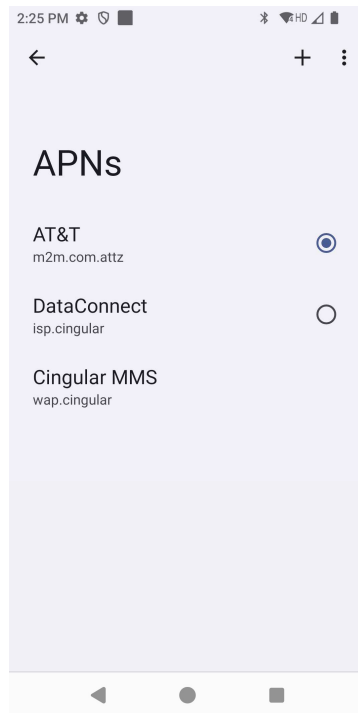 2:25 PM
HD
APNs
AT&T
m2m.com.attz
DataConnect
isp.cingular
Cingular MMS
wap.cingular